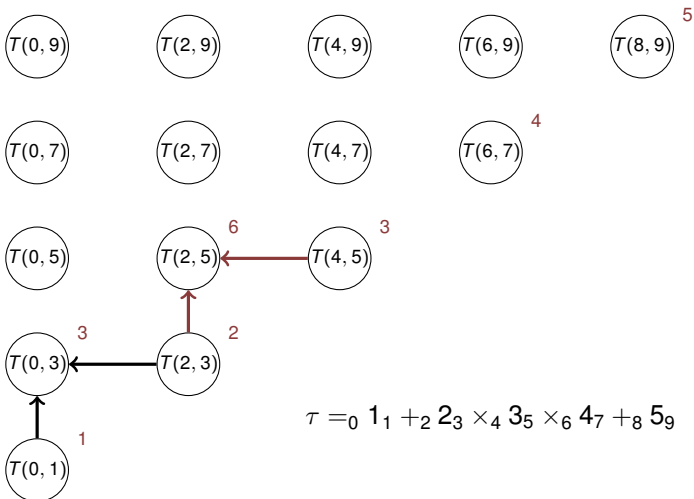 5
T(0, 9) T(2, 9) T(4, 9) T(6, 9) T(8, 9)
4
T(0, 7) T(2, 7) T(4, 7) T(6, 7)
6 3
T(0, 5) T(2, 5) T(4, 5)
3 2
T(0, 3) T(2, 3)
τ =₀ 1₁ +₂ 2₃ ×₄ 3₅ ×₆ 4₇ +₈ 5₉
1
T(0, 1)